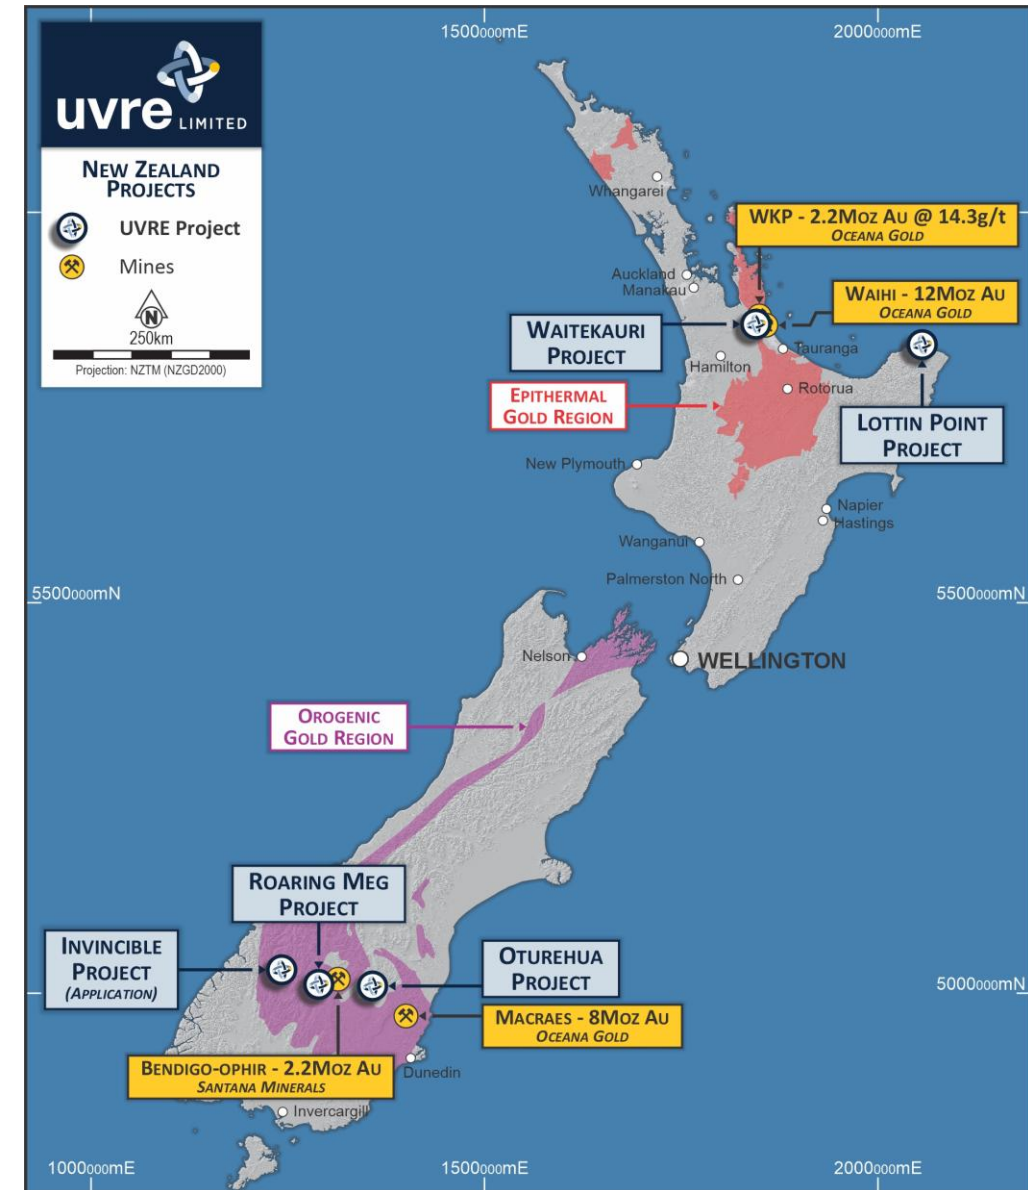 1500000mE
2000000mE
uvre LIMITED
NEW ZEALAND
PROJECTS
UVRE Project
Mines
N
250km
Projection: NZTM (NZGD2000)
Whangarei
WKP - 2.2MOZ AU @ 14.3g/t
OCEANA GOLD
Auckland
Manakau
WAIHI - 12MOZ AU
OCEANA GOLD
WAITEKAURI
PROJECT
Tauranga
Hamilton
Rotorua
EPITHERMAL
GOLD REGION
LOTTIN POINT
PROJECT
New Plymouth
Napier
Hastings
Wanganui
Palmerston North
5500000mN
5500000mN
Nelson
WELLINGTON
OROGENIC
GOLD REGION
ROARING MEG
PROJECT
INVINCIBLE
PROJECT
(APPLICATION)
OTUREHUA
PROJECT
5000000mN
MACRAES - 8MOZ AU
OCEANA GOLD
BENDIGO-OPHIR - 2.2MOZ AU
SANTANA MINERALS
Dunedin
Invercargill
1000000mE
1500000mE
2000000mE